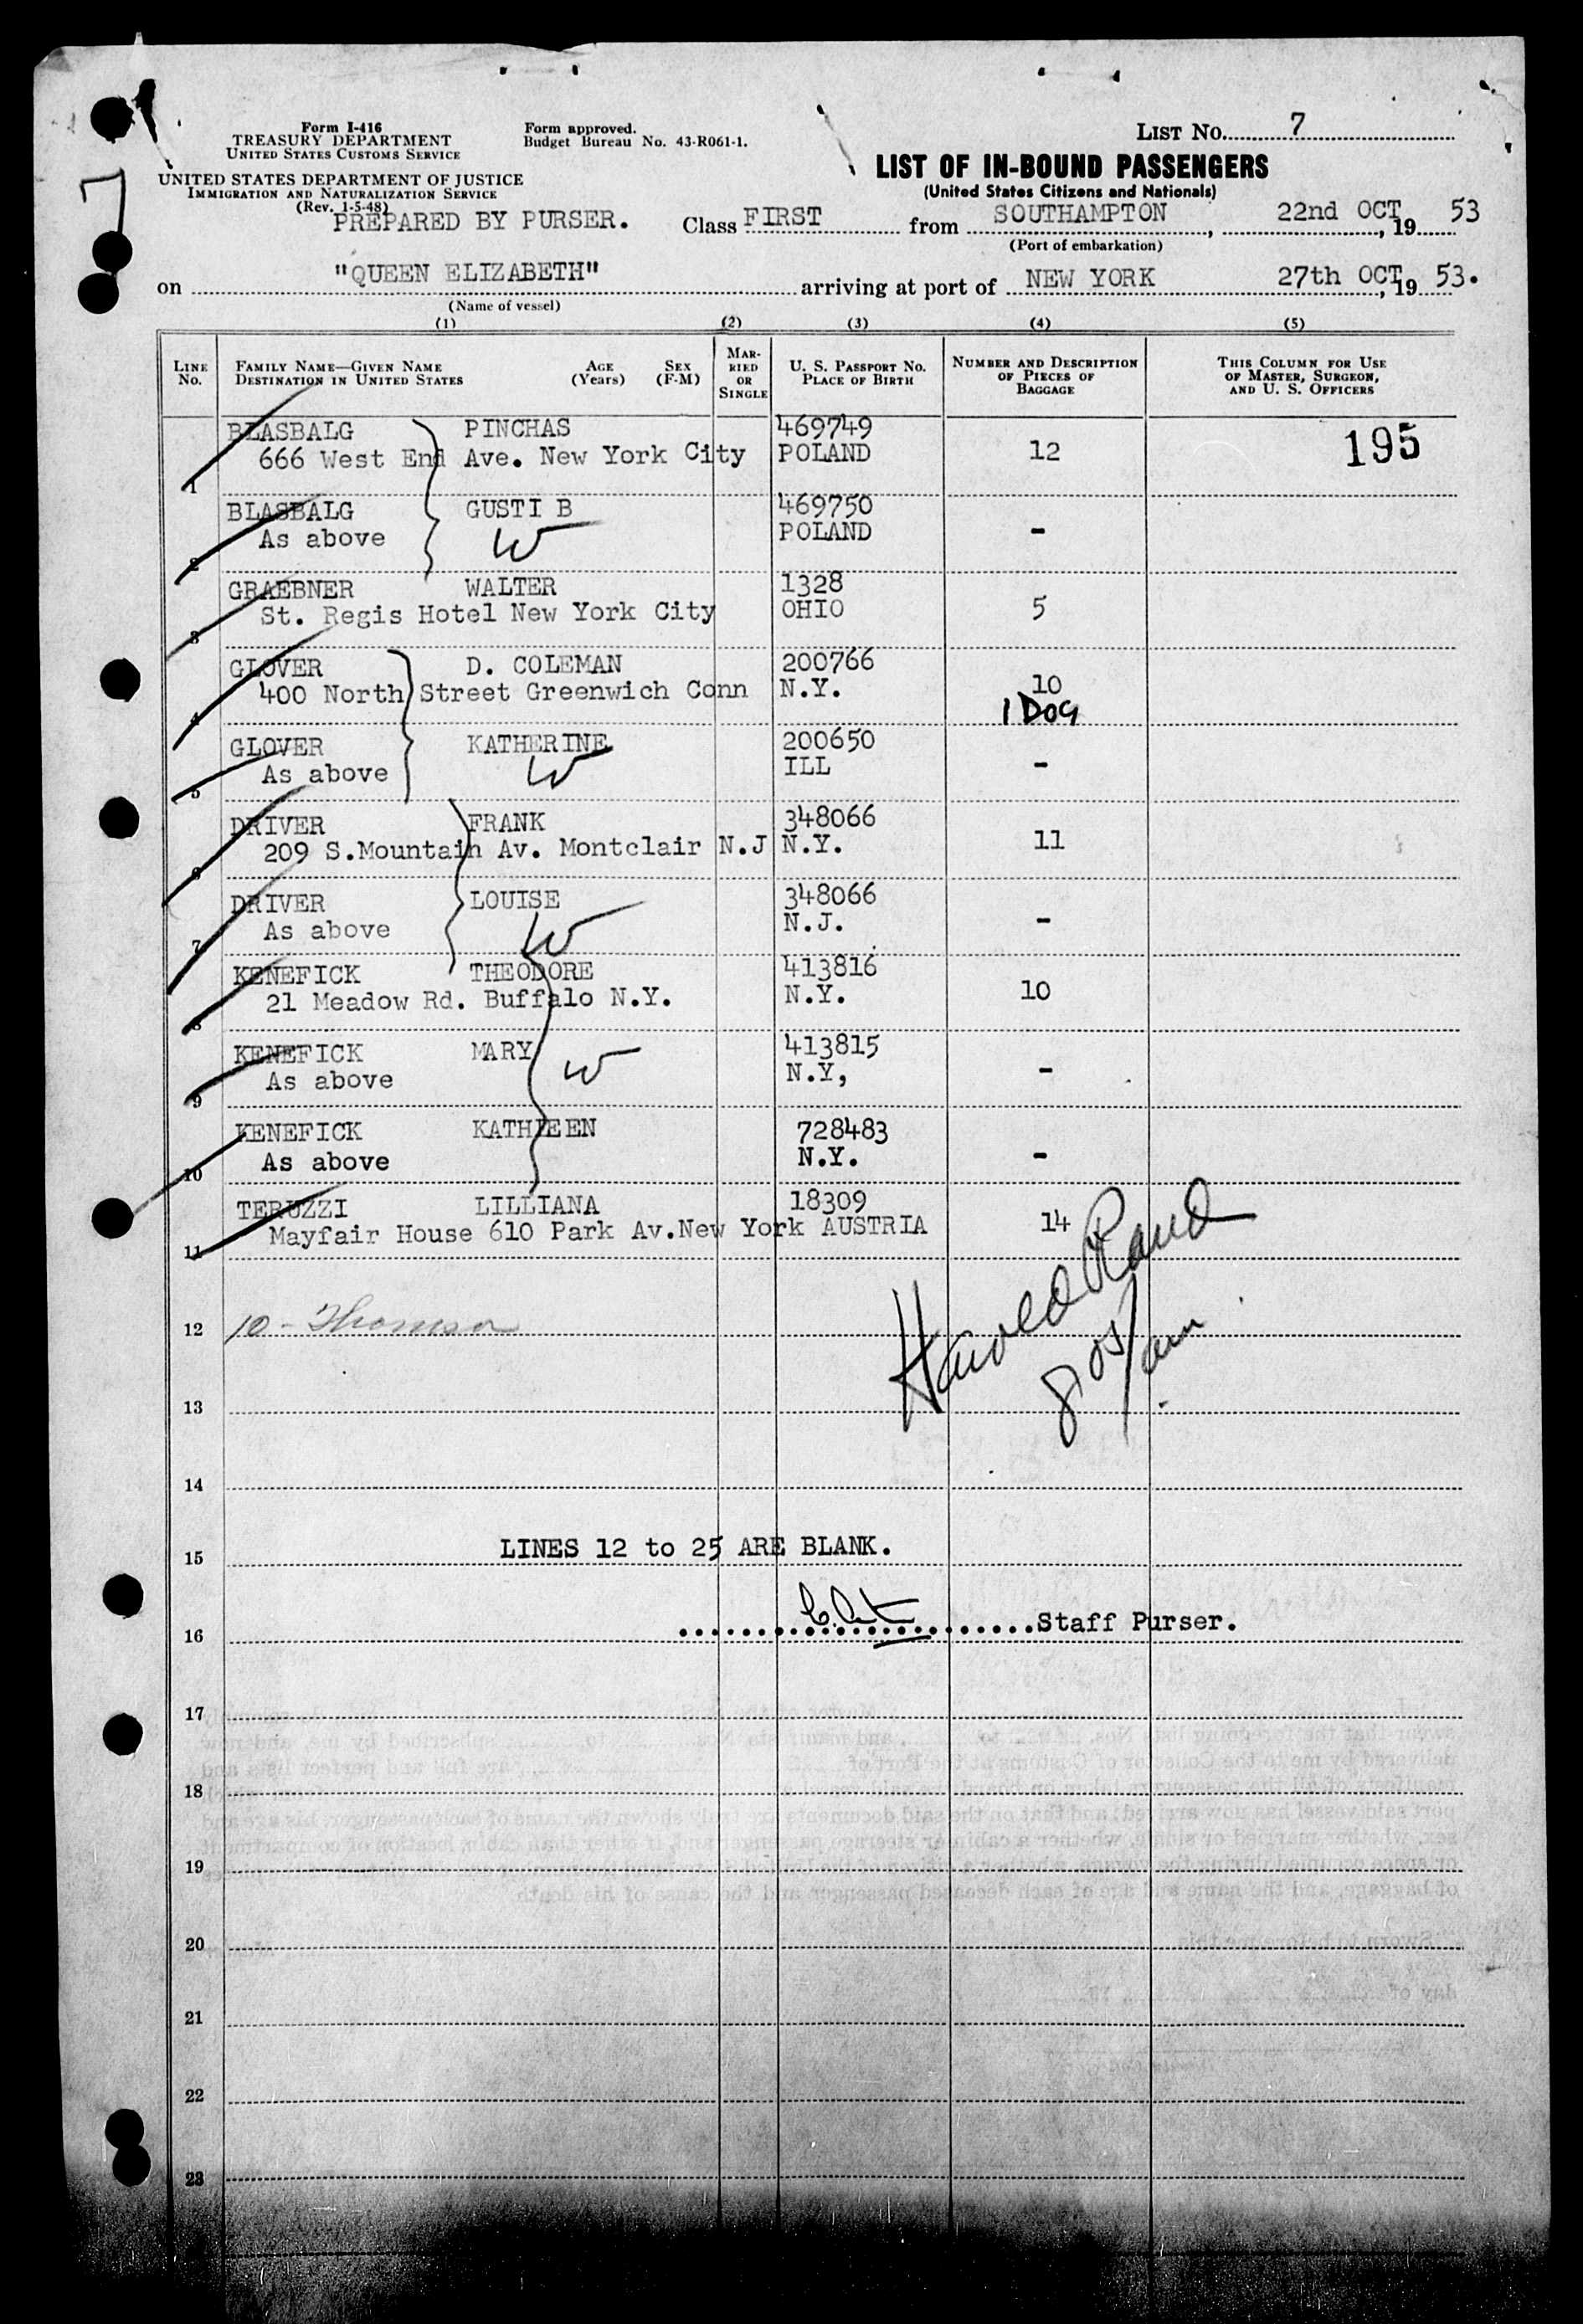 Form I-416
TREASURY DEPARTMENT
UNITED STATES CUSTOMS SERVICE
UNITED STATES DEPARTMENT OF JUSTICE
IMMIGRATION AND NATURALIZATION SERVICE
(Rev. 1-5-48)
Form approved.
Budget Bureau No. 43-R061-1.
LIST No. 7
LIST OF IN-BOUND PASSENGERS
(United States Citizens and Nationals)
7
PREPARED BY PURSER. Class FIRST from SOUTHAMPTON, 22nd OCT, 19 53
(Port of embarkation)
on "QUEEN ELIZABETH" arriving at port of NEW YORK 27th OCT, 19 53.
(Name of vessel)
(1) (2) (3) (4) (5)
LINE No. FAMILY NAME—GIVEN NAME DESTINATION IN UNITED STATES AGE (Years) SEX (F-M) MARRIED OR SINGLE U. S. PASSPORT No. PLACE OF BIRTH NUMBER AND DESCRIPTION OF PIECES OF BAGGAGE THIS COLUMN FOR USE OF MASTER, SURGEON, AND U. S. OFFICERS
BLASBALG PINCHAS 469749
1 666 West End Ave. New York City POLAND 12 195
BLASBALG GUSTI B 469750
2 As above W POLAND -
GRAEBNER WALTER 1328
3 St. Regis Hotel New York City OHIO 5
GLOVER D. COLEMAN 200766
4 400 North Street Greenwich Conn N.Y. 10
1 DOG
GLOVER KATHERINE 200650
5 As above W ILL -
DRIVER FRANK 348066
6 209 S.Mountain Av. Montclair N.J N.Y. 11
DRIVER LOUISE 348066
7 As above W N.J. -
KENEFICK THEODORE 413816
8 21 Meadow Rd. Buffalo N.Y. N.Y. 10
KENEFICK MARY 413815
9 As above W N.Y, -
KENEFICK KATHLEEN 728483
10 As above N.Y. -
TERUZZI LILLIANA 18309
11 Mayfair House 610 Park Av.New York AUSTRIA 14
Harold Rand
12 10 - Thomson
8 05/am
13
14
15 LINES 12 to 25 ARE BLANK.
16 Staff Purser.
17
18
19
20
21
22
23